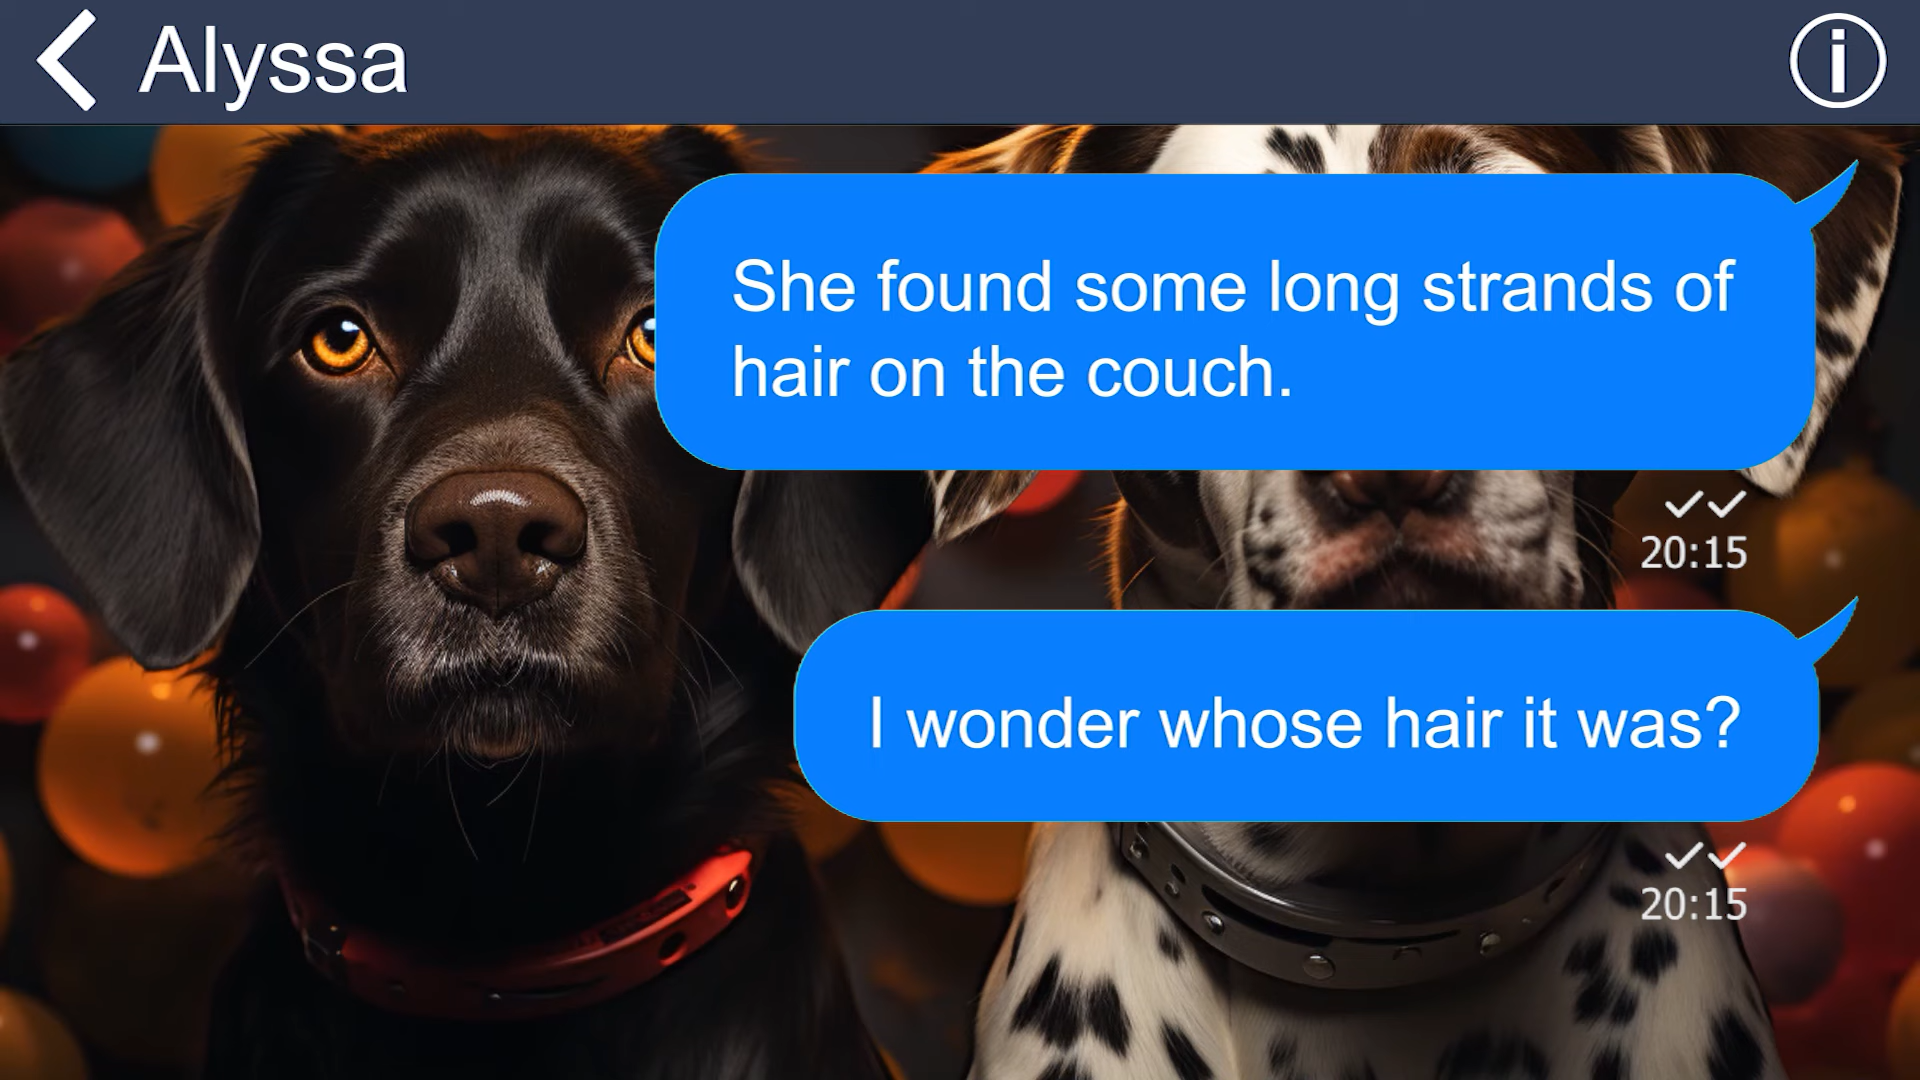 Alyssa
She found some long strands of
hair on the couch.
20:15
I wonder whose hair it was?
20:15